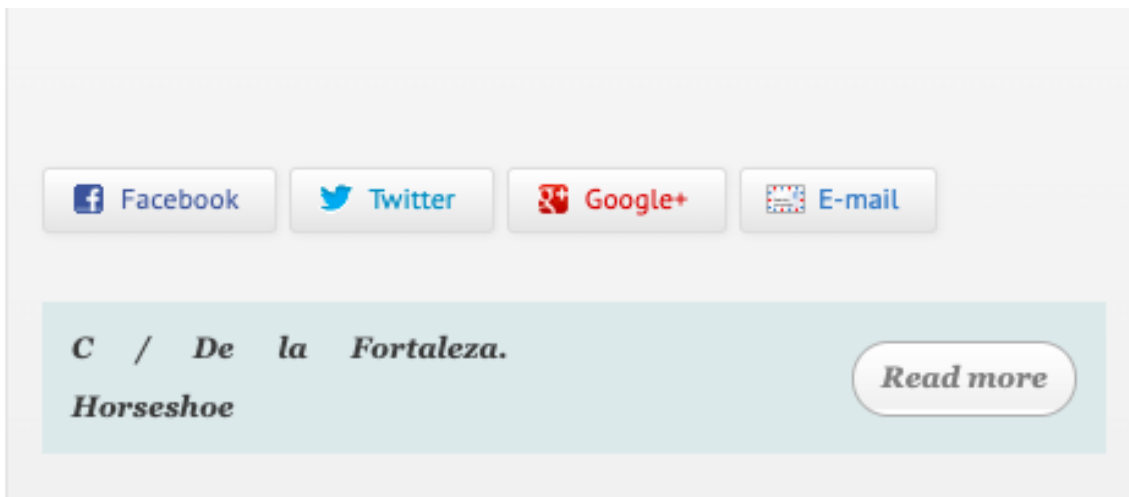 Facebook Twitter Google+ E-mail
C / De la Fortaleza.
Horseshoe
Read more